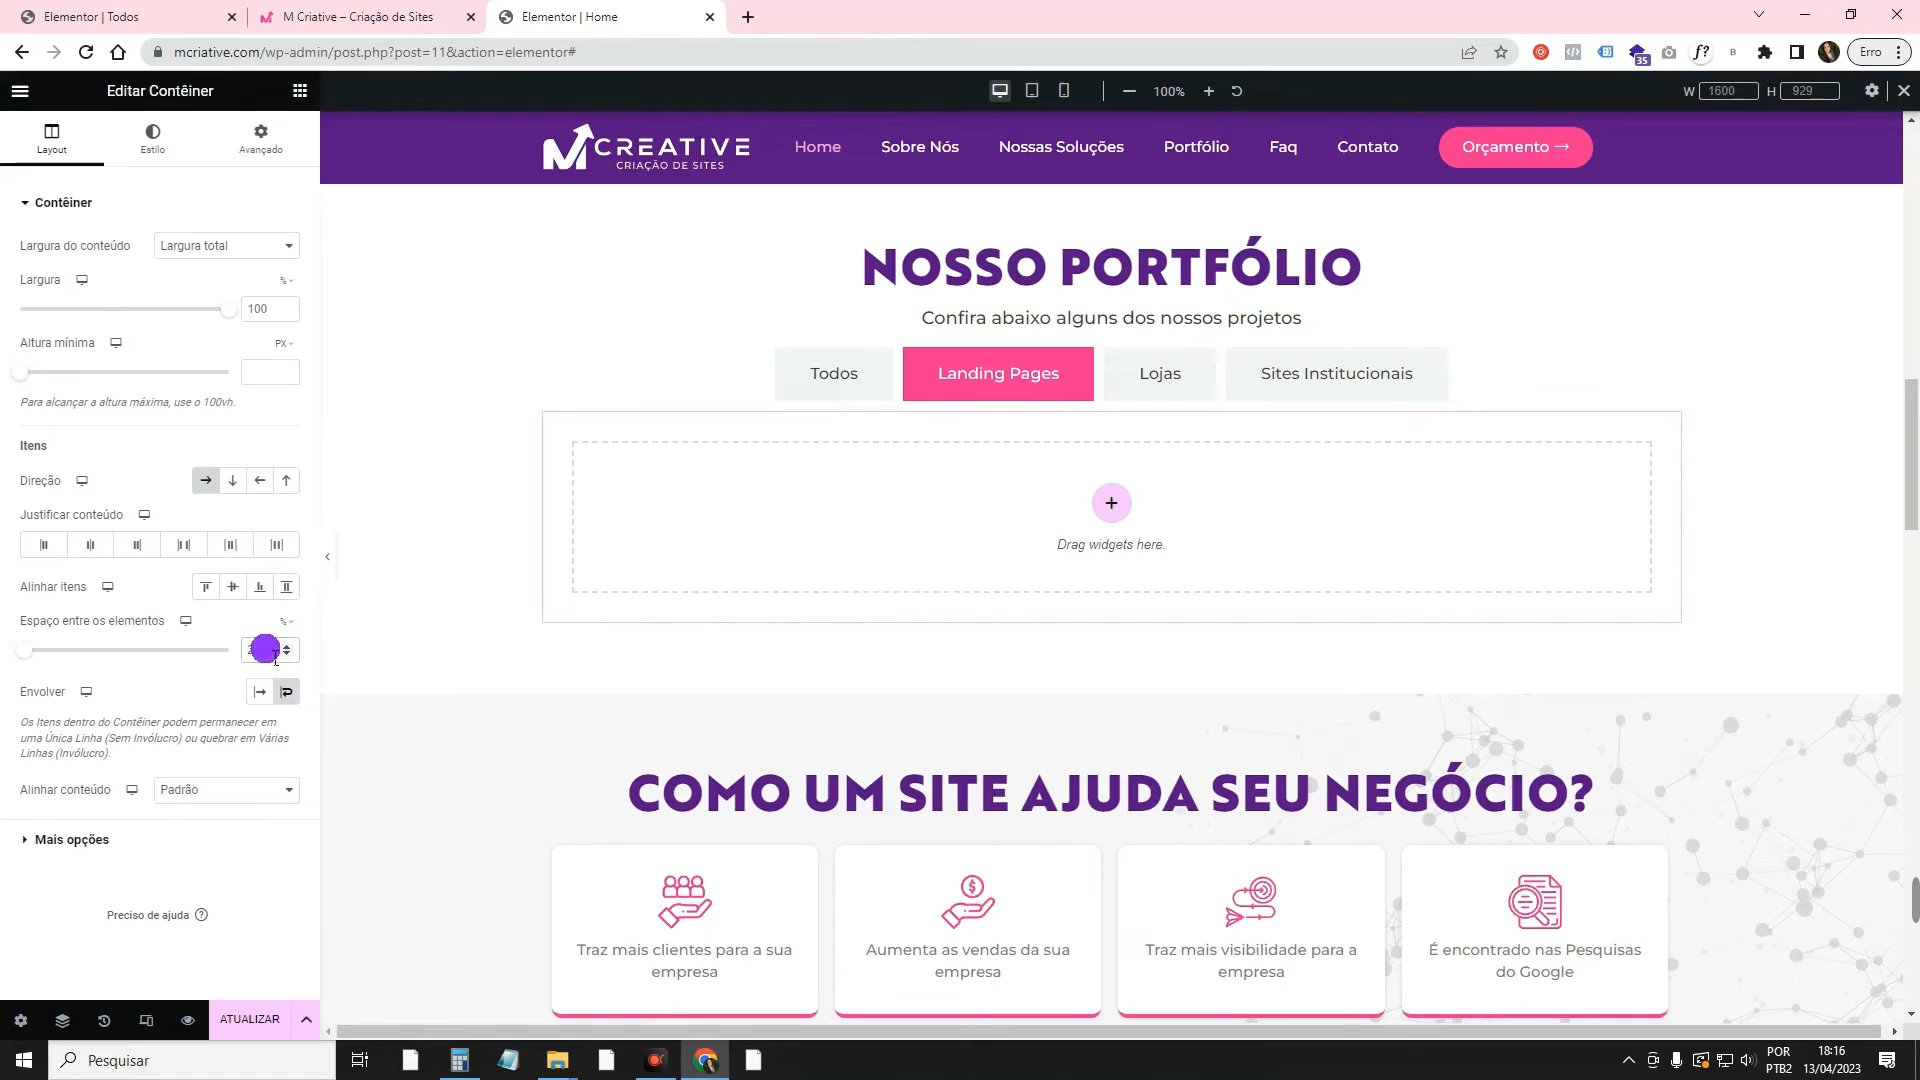 Elementor | Todos
M Criative – Criação de Sites
Elementor | Home
mcriative.com/wp-admin/post.php?post=11&action=elementor#
f?
B
35
Erro
Editar Contêiner
100%
W 1600 H 929
Layout
Estilo
Avançado
Contêiner
Largura do conteúdo
Largura total
Largura
%
100
Altura mínima
PX
Para alcançar a altura máxima, use o 100vh.
Itens
Direção
Justificar conteúdo
Alinhar itens
Espaço entre os elementos
%
Envolver
Os Itens dentro do Contêiner podem permanecer em
uma Única Linha (Sem Invólucro) ou quebrar em Várias
Linhas (Invólucro).
Alinhar conteúdo
Padrão
Mais opções
Preciso de ajuda
ATUALIZAR
M CREATIVE
CRIAÇÃO DE SITES
Home
Sobre Nós
Nossas Soluções
Portfólio
Faq
Contato
Orçamento →
NOSSO PORTFÓLIO
Confira abaixo alguns dos nossos projetos
Todos
Landing Pages
Lojas
Sites Institucionais
Drag widgets here.
COMO UM SITE AJUDA SEU NEGÓCIO?
Traz mais clientes para a sua
empresa
Aumenta as vendas da sua
empresa
Traz mais visibilidade para a
empresa
É encontrado nas Pesquisas
do Google
Pesquisar
POR
PTB2
18:16
13/04/2023